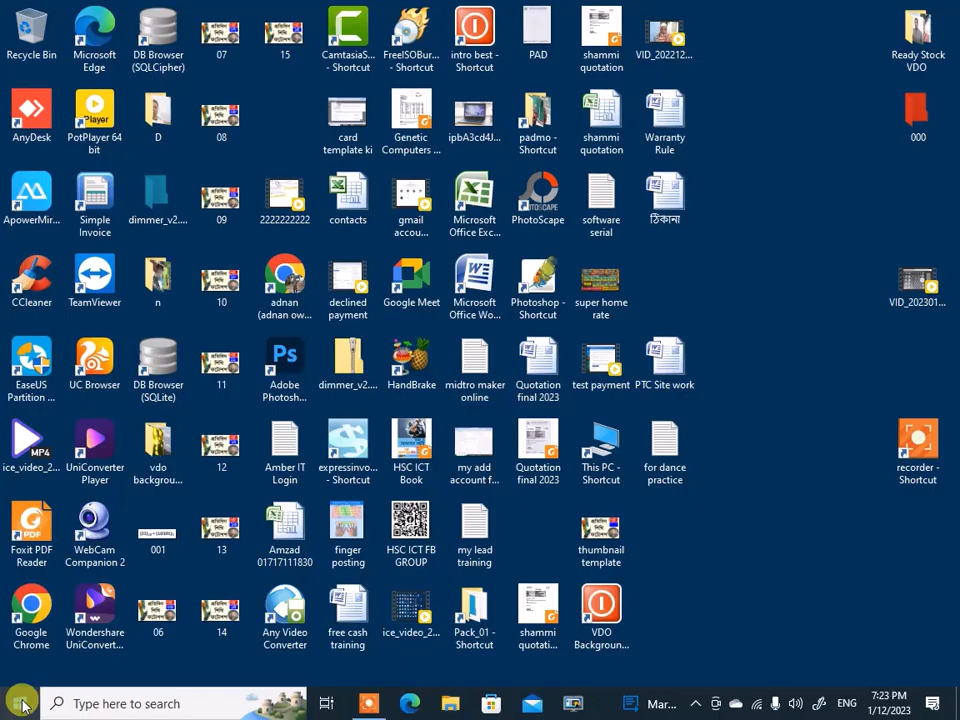 Recycle Bin
Microsoft Edge
DB Browser (SQLCipher)
07
15
CamtasiaS... - Shortcut
FreeISOBur... - Shortcut
intro best - Shortcut
PAD
shammi quotation
VID_202212...
Ready Stock VDO
AnyDesk
PotPlayer 64 bit
D
08
card template ki
Genetic Computers ...
ipbA3cd4J...
padmo - Shortcut
shammi quotation
Warranty Rule
000
ApowerMir...
Simple Invoice
dimmer_v2....
09
2222222222
contacts
gmail accou...
Microsoft Office Exc...
PhotoScape
software serial
ঠিকানা
CCleaner
TeamViewer
n
10
adnan (adnan ow...
declined payment
Google Meet
Microsoft Office Wo...
Photoshop - Shortcut
super home rate
VID_202301...
EaseUS Partition ...
UC Browser
DB Browser (SQLite)
11
Adobe Photosh...
dimmer_v2....
HandBrake
midtro maker online
Quotation final 2023
test payment
PTC Site work
ice_video_2...
UniConverter Player
vdo backgrou...
12
Amber IT Login
expressinvo... - Shortcut
HSC ICT Book
my add account f...
Quotation final 2023
This PC - Shortcut
for dance practice
recorder - Shortcut
Foxit PDF Reader
WebCam Companion 2
001
13
Amzad 01717111830
finger posting
HSC ICT FB GROUP
my lead training
thumbnail template
Google Chrome
Wondershare UniConvert...
06
14
Any Video Converter
free cash training
ice_video_2...
Pack_01 - Shortcut
shammi quotati...
VDO Backgroun...
Type here to search
Mar...
ENG
7:23 PM
1/12/2023